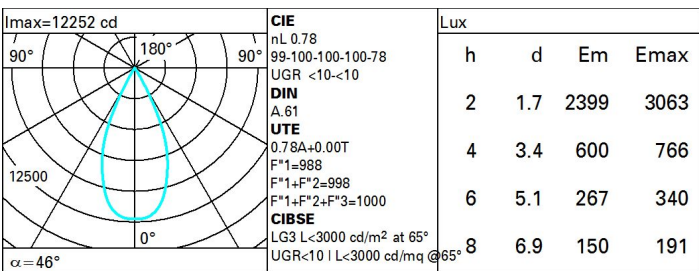 Imax=12252 cd
90°
180°
90°
12500
0°
α=46°
CIE
nL 0.78
99-100-100-100-78
UGR <10-<10
DIN
A.61
UTE
0.78A+0.00T
F"1=988
F"1+F"2=998
F"1+F"2+F"3=1000
CIBSE
LG3 L<3000 cd/m² at 65°
UGR<10 | L<3000 cd/mq @65°
Lux
h d Em Emax
2 1.7 2399 3063
4 3.4 600 766
6 5.1 267 340
8 6.9 150 191